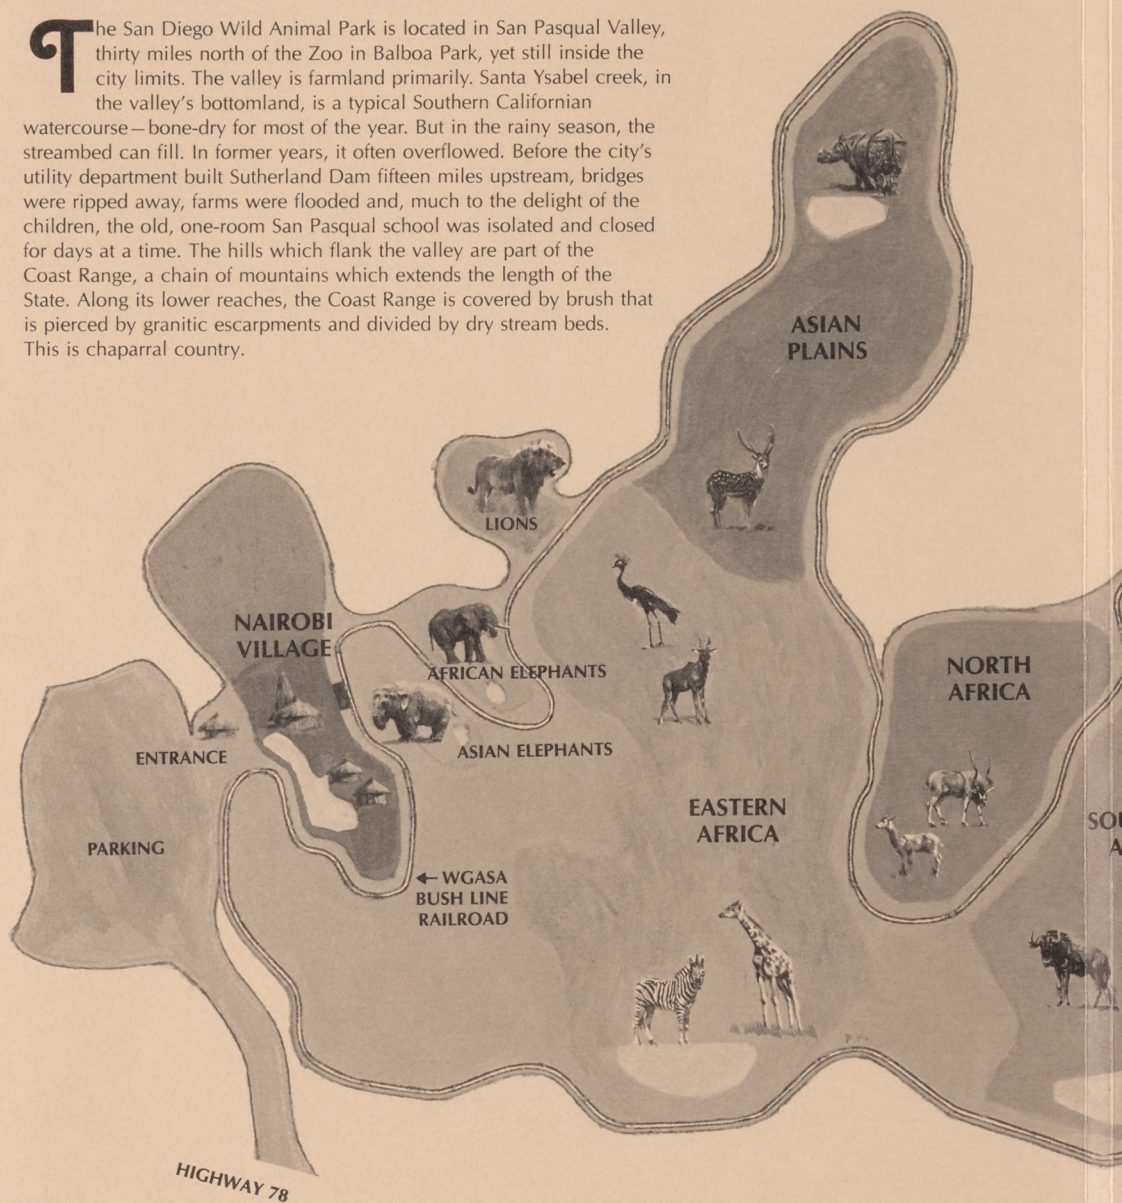 The San Diego Wild Animal Park is located in San Pasqual Valley,
thirty miles north of the Zoo in Balboa Park, yet still inside the
city limits. The valley is farmland primarily. Santa Ysabel creek, in
the valley's bottomland, is a typical Southern Californian
watercourse—bone-dry for most of the year. But in the rainy season, the
streambed can fill. In former years, it often overflowed. Before the city's
utility department built Sutherland Dam fifteen miles upstream, bridges
were ripped away, farms were flooded and, much to the delight of the
children, the old, one-room San Pasqual school was isolated and closed
for days at a time. The hills which flank the valley are part of the
Coast Range, a chain of mountains which extends the length of the
State. Along its lower reaches, the Coast Range is covered by brush that
is pierced by granitic escarpments and divided by dry stream beds.
This is chaparral country.
ASIAN
PLAINS
LIONS
NAIROBI
VILLAGE
AFRICAN ELEPHANTS
NORTH
AFRICA
ENTRANCE
ASIAN ELEPHANTS
EASTERN
AFRICA
PARKING
←WGASA
BUSH LINE
RAILROAD
HIGHWAY 78